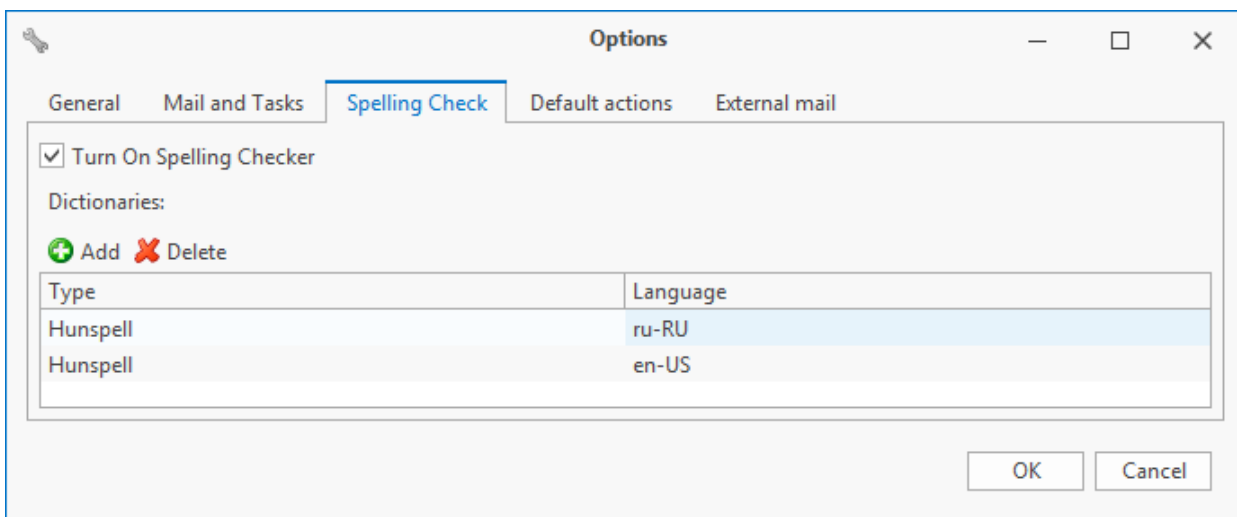 Options
General Mail and Tasks Spelling Check Default actions External mail
Turn On Spelling Checker
Dictionaries:
Add Delete
Type Language
Hunspell ru-RU
Hunspell en-US
OK Cancel